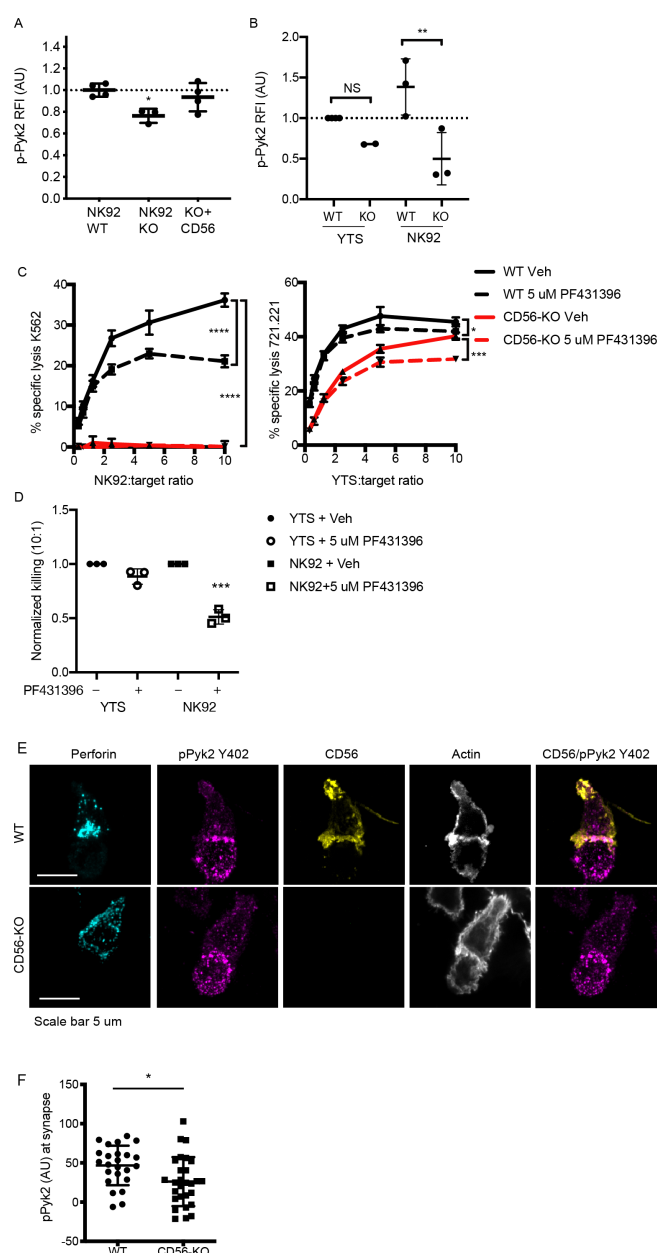 A
p-Pyk2 RFI (AU)
1.4
1.2
1.0
0.8
0.6
0.4
0.2
0.0
*
NK92 NK92 KO+
WT KO CD56
B
p-Pyk2 RFI (AU)
2.0
1.5
1.0
0.5
0.0
NS
**
WT KO WT KO
YTS NK92
C
% specific lysis K562
40
30
20
10
0
****
****
0 2 4 6 8 10
NK92:target ratio
% specific lysis 721.221
60
40
20
0
*
***
0 2 4 6 8 10
YTS:target ratio
WT Veh
WT 5 uM PF431396
CD56-KO Veh
CD56-KO 5 uM PF431396
D
Normalized killing (10:1)
1.5
1.0
0.5
0.0
***
PF431396 – + – +
YTS NK92
YTS + Veh
YTS + 5 uM PF431396
NK92 + Veh
NK92+5 uM PF431396
E
Perforin pPyk2 Y402 CD56 Actin CD56/pPyk2 Y402
WT
CD56-KO
Scale bar 5 um
F
pPyk2 (AU) at synapse
150
100
50
0
-50
*
WT CD56-KO